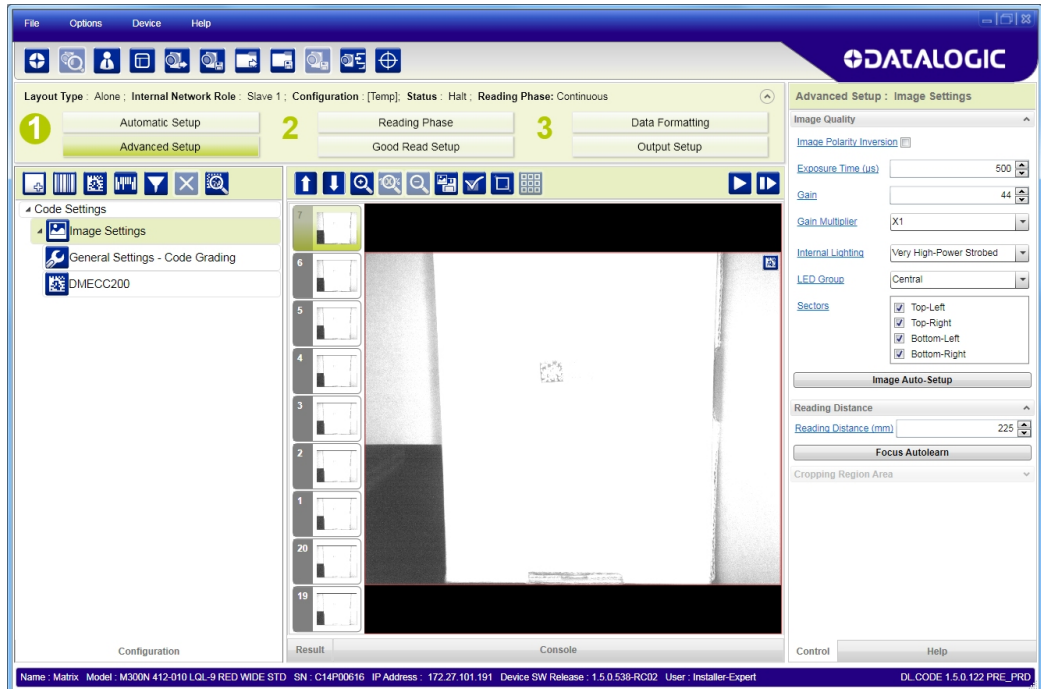 File Options Device Help
DATALOGIC
Layout Type : Alone ; Internal Network Role : Slave 1 ; Configuration : [Temp]; Status : Halt ; Reading Phase: Continuous
1 Automatic Setup 2 Reading Phase 3 Data Formatting
Advanced Setup Good Read Setup Output Setup
Code Settings
Image Settings
General Settings - Code Grading
DMECC200
Configuration
7
6
5
4
3
2
1
20
19
Result Console
Advanced Setup : Image Settings
Image Quality
Image Polarity Inversion
Exposure Time (µs) 500
Gain 44
Gain Multiplier X1
Internal Lighting Very High-Power Strobed
LED Group Central
Sectors Top-Left
Top-Right
Bottom-Left
Bottom-Right
Image Auto-Setup
Reading Distance
Reading Distance (mm) 225
Focus Autolearn
Cropping Region Area
Control Help
Name : Matrix Model : M300N 412-010 LQL-9 RED WIDE STD SN : C14P00616 IP Address : 172.27.101.191 Device SW Release : 1.5.0.538-RC02 User : Installer-Expert DL.CODE 1.5.0.122 PRE_PRD